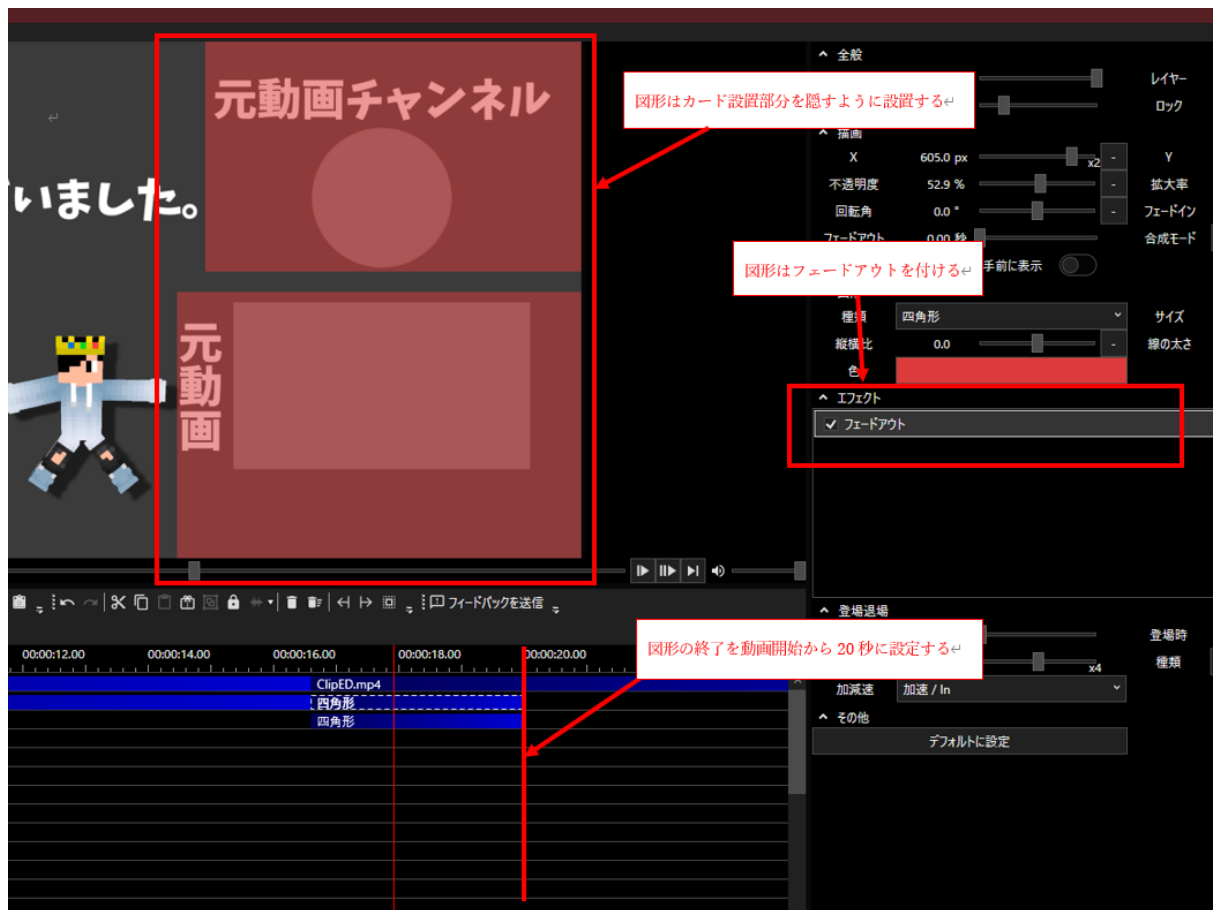 元動画チャンネル
いました。
元動画
図形はカード設置部分を隠すように設置する↵
図形はフェードアウトを付ける↵
図形の終了を動画開始から 20 秒に設定する↵
全般
レイヤー
ロック
描画
X 605.0 px x2 - Y
不透明度 52.9 % - 拡大率
回転角 0.0 ° - フェードイン
フェードアウト 0.00 秒 合成モード
手前に表示
種類 四角形 サイズ
縦横比 0.0 - 線の太さ
色
エフェクト
フェードアウト
フィードバックを送信
登場退場
登場時
x4 種類
加減速 加速 / In
その他
デフォルトに設定
00:00:12.00 00:00:14.00 00:00:16.00 00:00:18.00 00:00:20.00
ClipED.mp4
四角形
四角形